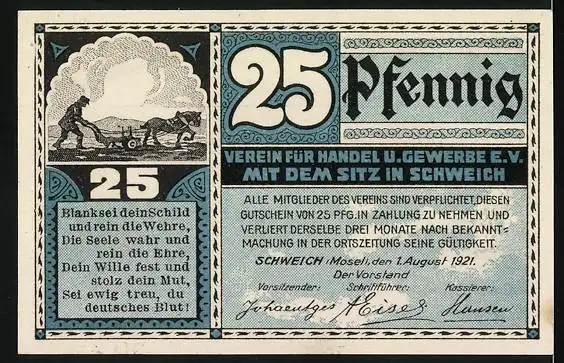 25 Pfennig
VEREIN FÜR HANDEL U. GEWERBE E.V.
MIT DEM SITZ IN SCHWEICH
25
Blank sei dein Schild
und rein die Wehre,
Die Seele wahr und
rein die Ehre,
Dein Wille fest und
stolz dein Mut,
Sei ewig treu, du
deutsches Blut!
ALLE MITGLIEDER DES VEREINS SIND VERPFLICHTET, DIESEN
GUTSCHEIN VON 25 PFG. IN ZAHLUNG ZU NEHMEN UND
VERLIERT DERSELBE DREI MONATE NACH BEKANNT=
MACHUNG IN DER ORTSZEITUNG SEINE GÜLTIGKEIT.
SCHWEICH (Mosel), den 1. August 1921.
Der Vorstand
Vorsitzender: Schriftführer: Kassierer:
Hansen